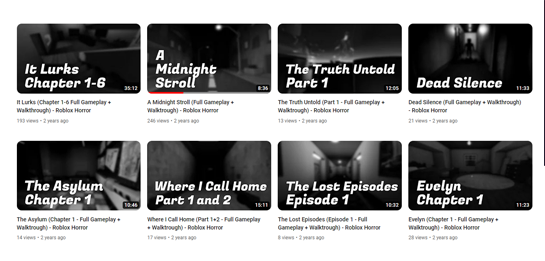 It Lurks
Chapter 1-6
35:12
A
Midnight
Stroll
8:36
The Truth Untold
Part 1
12:05
Dead Silence
11:33
It Lurks (Chapter 1-6 Full Gameplay +
Walkthrough) - Roblox Horror
193 views • 2 years ago
A Midnight Stroll (Full Gameplay +
Walkthrough) - Roblox Horror
246 views • 2 years ago
The Truth Untold (Part 1 - Full Gameplay +
Walkthrough) - Roblox Horror
13 views • 2 years ago
Dead Silence (Full Gameplay + Walkthrough)
- Roblox Horror
21 views • 2 years ago
The Asylum
Chapter 1
10:46
Where I Call Home
Part 1 and 2
15:11
The Lost Episodes
Episode 1
10:32
Evelyn
Chapter 1
11:23
The Asylum (Chapter 1 - Full Gameplay +
Walkthrough) - Roblox Horror
14 views • 2 years ago
Where I Call Home (Part 1+2 - Full Gameplay +
Walkthrough) - Roblox Horror
17 views • 2 years ago
The Lost Episodes (Episode 1 - Full
Gameplay + Walkthrough) - Roblox Horror
8 views • 2 years ago
Evelyn (Chapter 1 - Full Gameplay +
Walkthrough) - Roblox Horror
28 views • 2 years ago